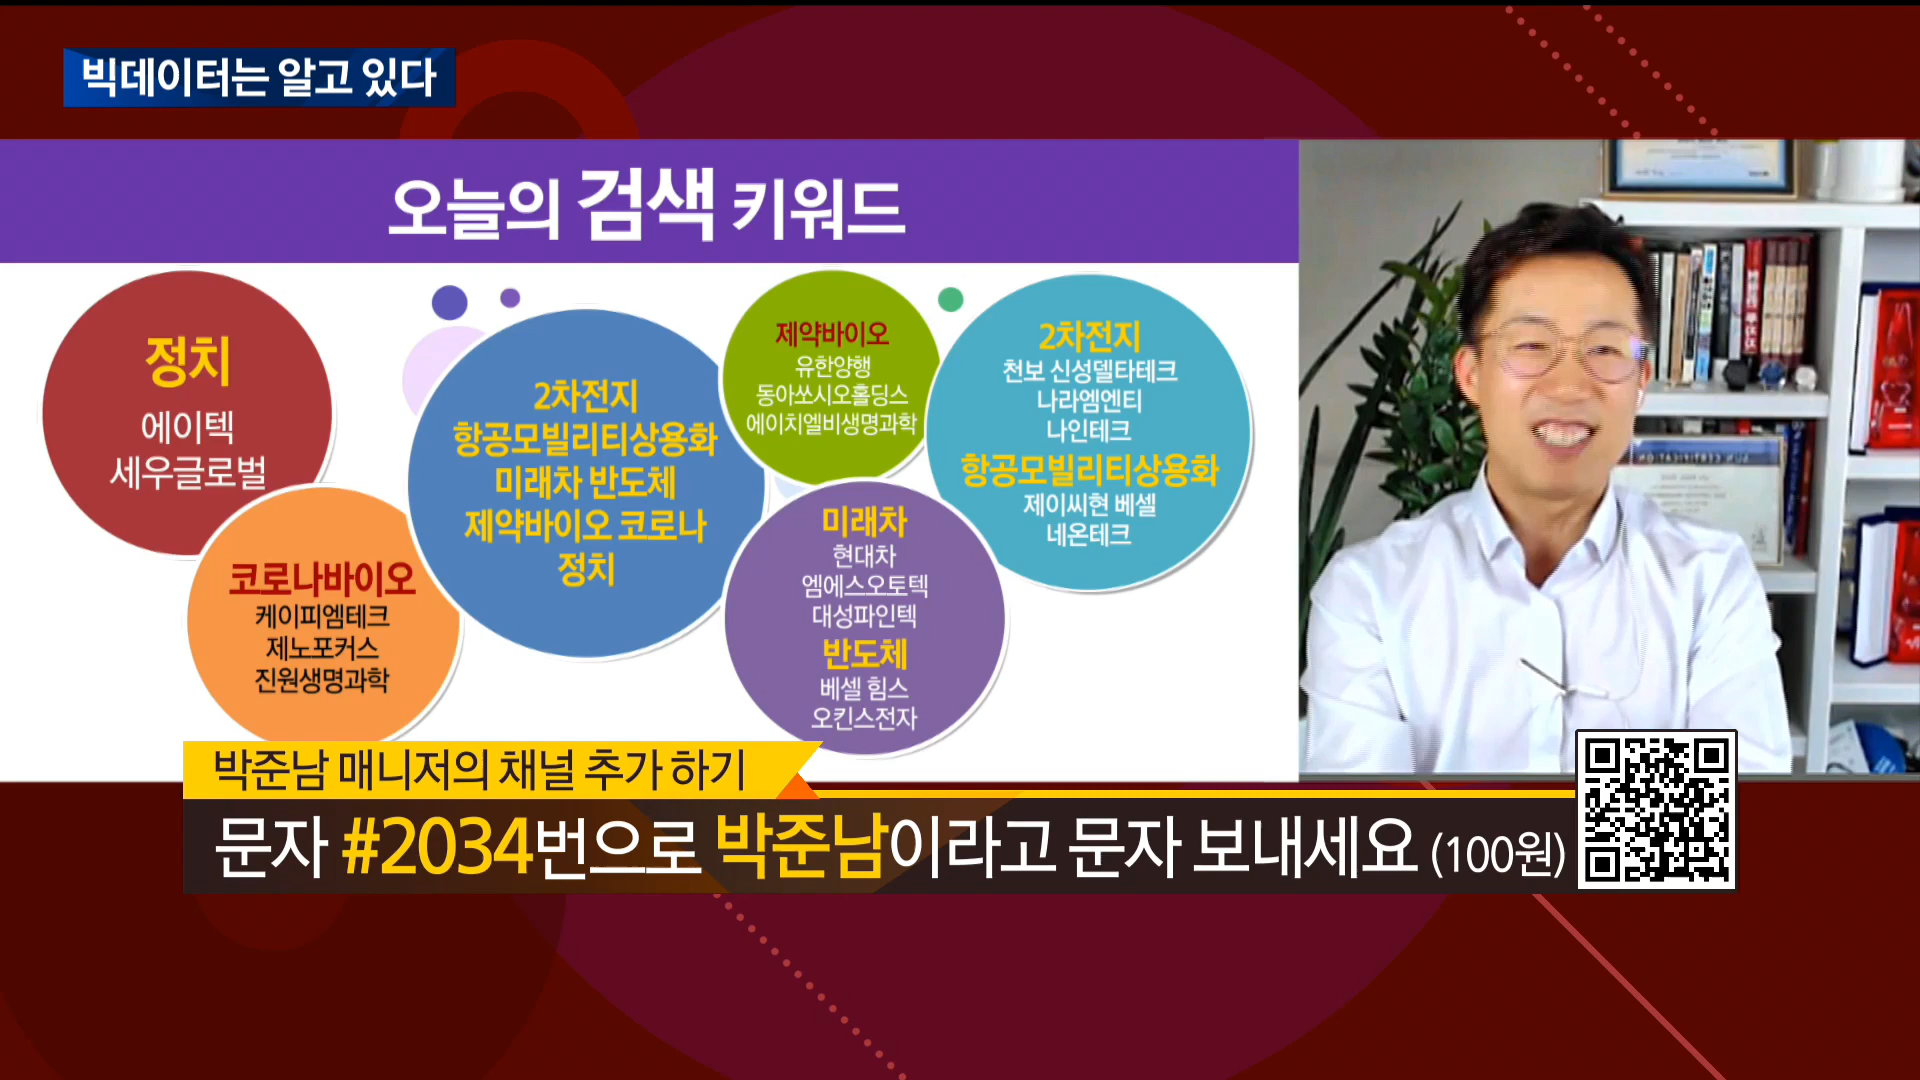 빅데이터는 알고 있다
오늘의 검색 키워드
정치
에이텍
세우글로벌
코로나바이오
케이피엠테크
제노포커스
진원생명과학
2차전지
항공모빌리티상용화
미래차 반도체
제약바이오 코로나
정치
제약바이오
유한양행
동아쏘시오홀딩스
에이치엘비생명과학
미래차
현대차
엠에스오토텍
대성파인텍
반도체
베셀 힘스
오킨스전자
2차전지
천보 신성델타테크
나라엠엔티
나인테크
항공모빌리티상용화
제이씨현 베셀
네온테크
박준남 매니저의 채널 추가 하기
문자 #2034번으로 박준남이라고 문자 보내세요 (100원)